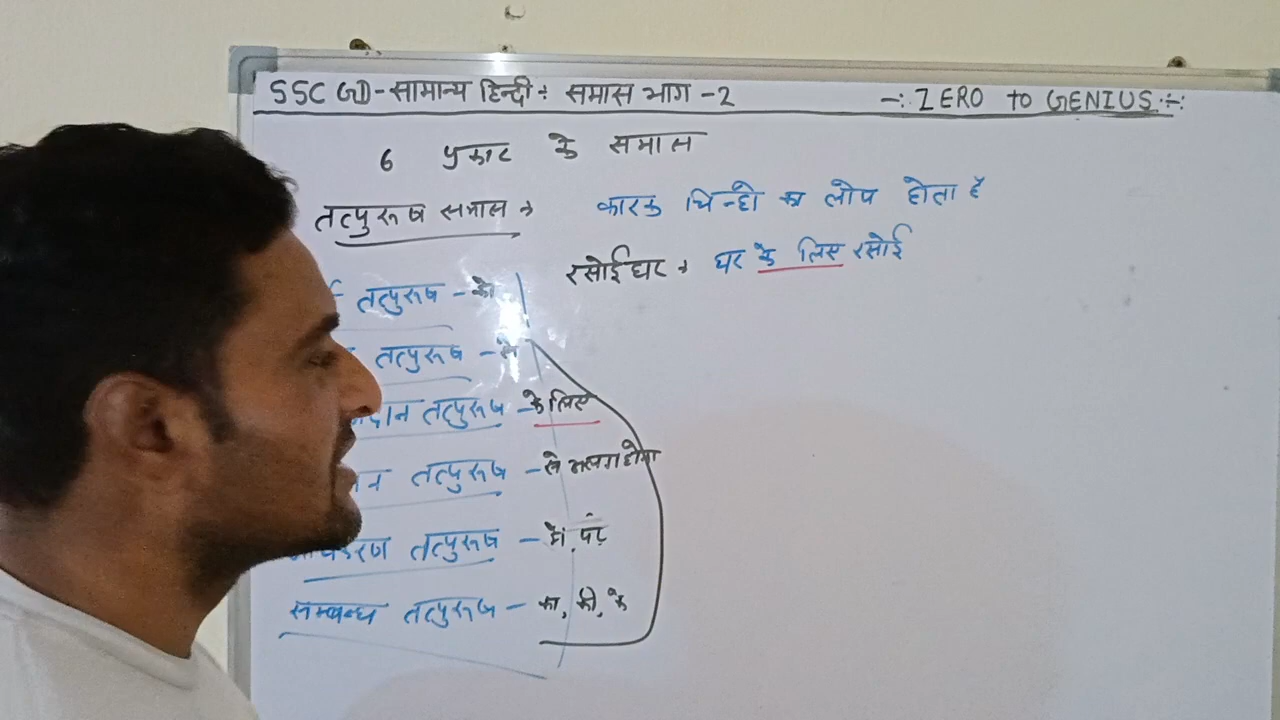 SSC GD-सामान्य हिन्दी ÷ समास भाग -2 -: ZERO to GENIUS :-
6 प्रकार के समास
तत्पुरूष समास → कारक चिन्हो का लोप होता है
रसोईघर → घर के लिए रसोई
तत्पुरूष - को
तत्पुरूष - से
तत्पुरूष - के लिए
तत्पुरूष - से अलग होना
तत्पुरूष - में, पर
सम्बन्ध तत्पुरूष - का, की, के